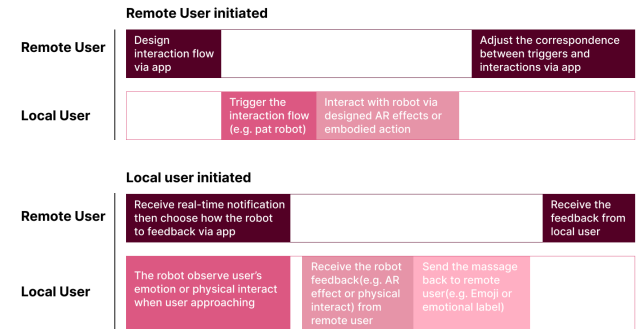 Remote User initiated
Remote User
Design
interaction flow
via app
Adjust the correspondence
between triggers and
interactions via app
Local User
Trigger the
interaction flow
(e.g. pat robot)
Interact with robot via
designed AR effects or
embodied action
Local user initiated
Remote User
Receive real-time notification
then choose how the robot
to feedback via app
Receive the
feedback from
local user
Local User
The robot observe user's
emotion or physical interact
when user approaching
Receive the robot
feedback(e.g. AR
effect or physical
interact) from
remote user
Send the massage
back to remote
user(e.g. Emoji or
emotional label)